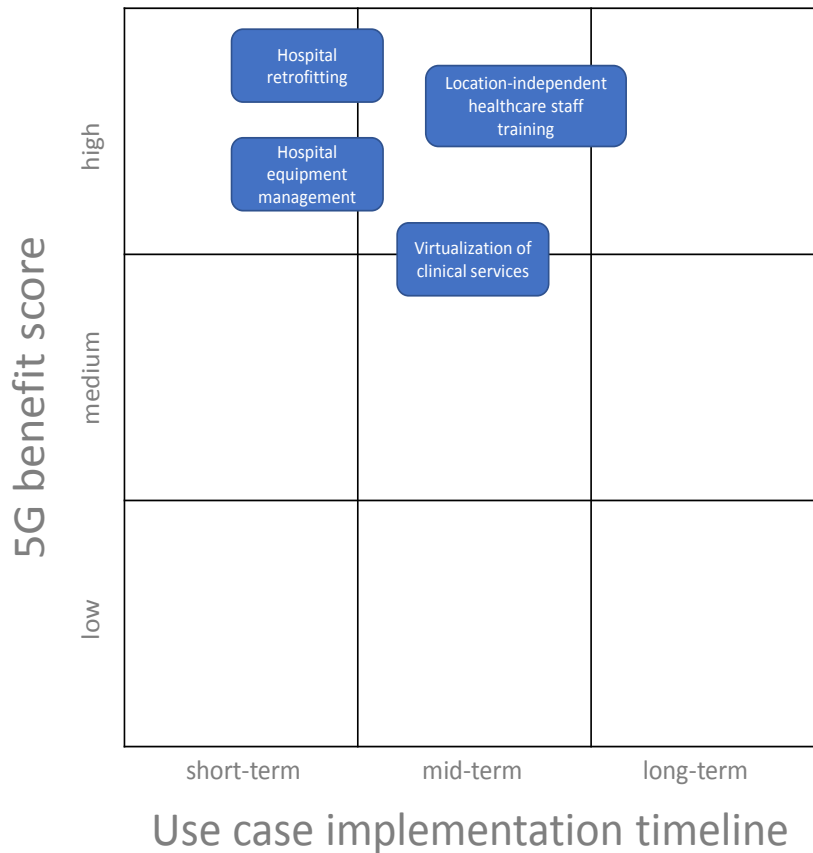 Hospital
retrofitting
Location-independent
healthcare staff
training
Hospital
equipment
management
Virtualization of
clinical services
5G benefit score
high
medium
low
short-term
mid-term
long-term
Use case implementation timeline